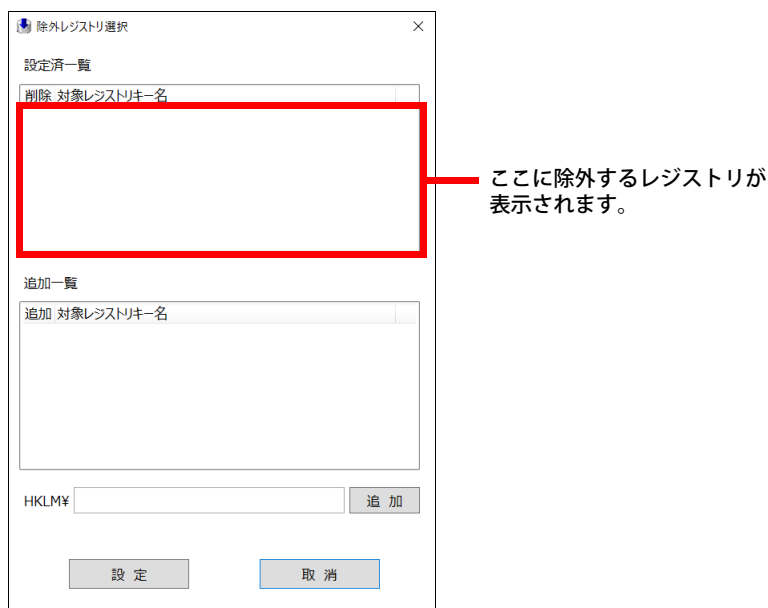 除外レジストリ選択
設定済一覧
削除 対象レジストリキー名
ここに除外するレジストリが
表示されます。
追加一覧
追加 対象レジストリキー名
HKLM¥
追 加
設 定
取 消